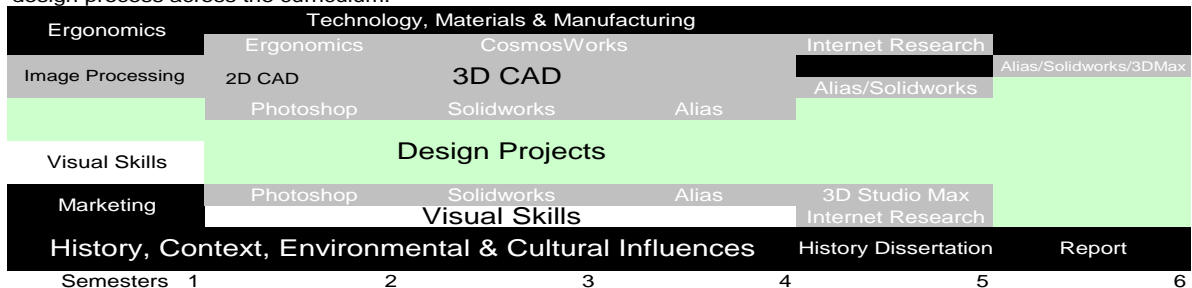 design process across the curriculum.
Ergonomics Technology, Materials & Manufacturing
Ergonomics CosmosWorks Internet Research
Image Processing 2D CAD 3D CAD Alias/Solidworks/3DMax
Alias/Solidworks
Photoshop Solidworks Alias
Design Projects
Visual Skills
Marketing Photoshop Solidworks Alias 3D Studio Max
Visual Skills Internet Research
History, Context, Environmental & Cultural Influences History Dissertation Report
Semesters 1 2 3 4 5 6